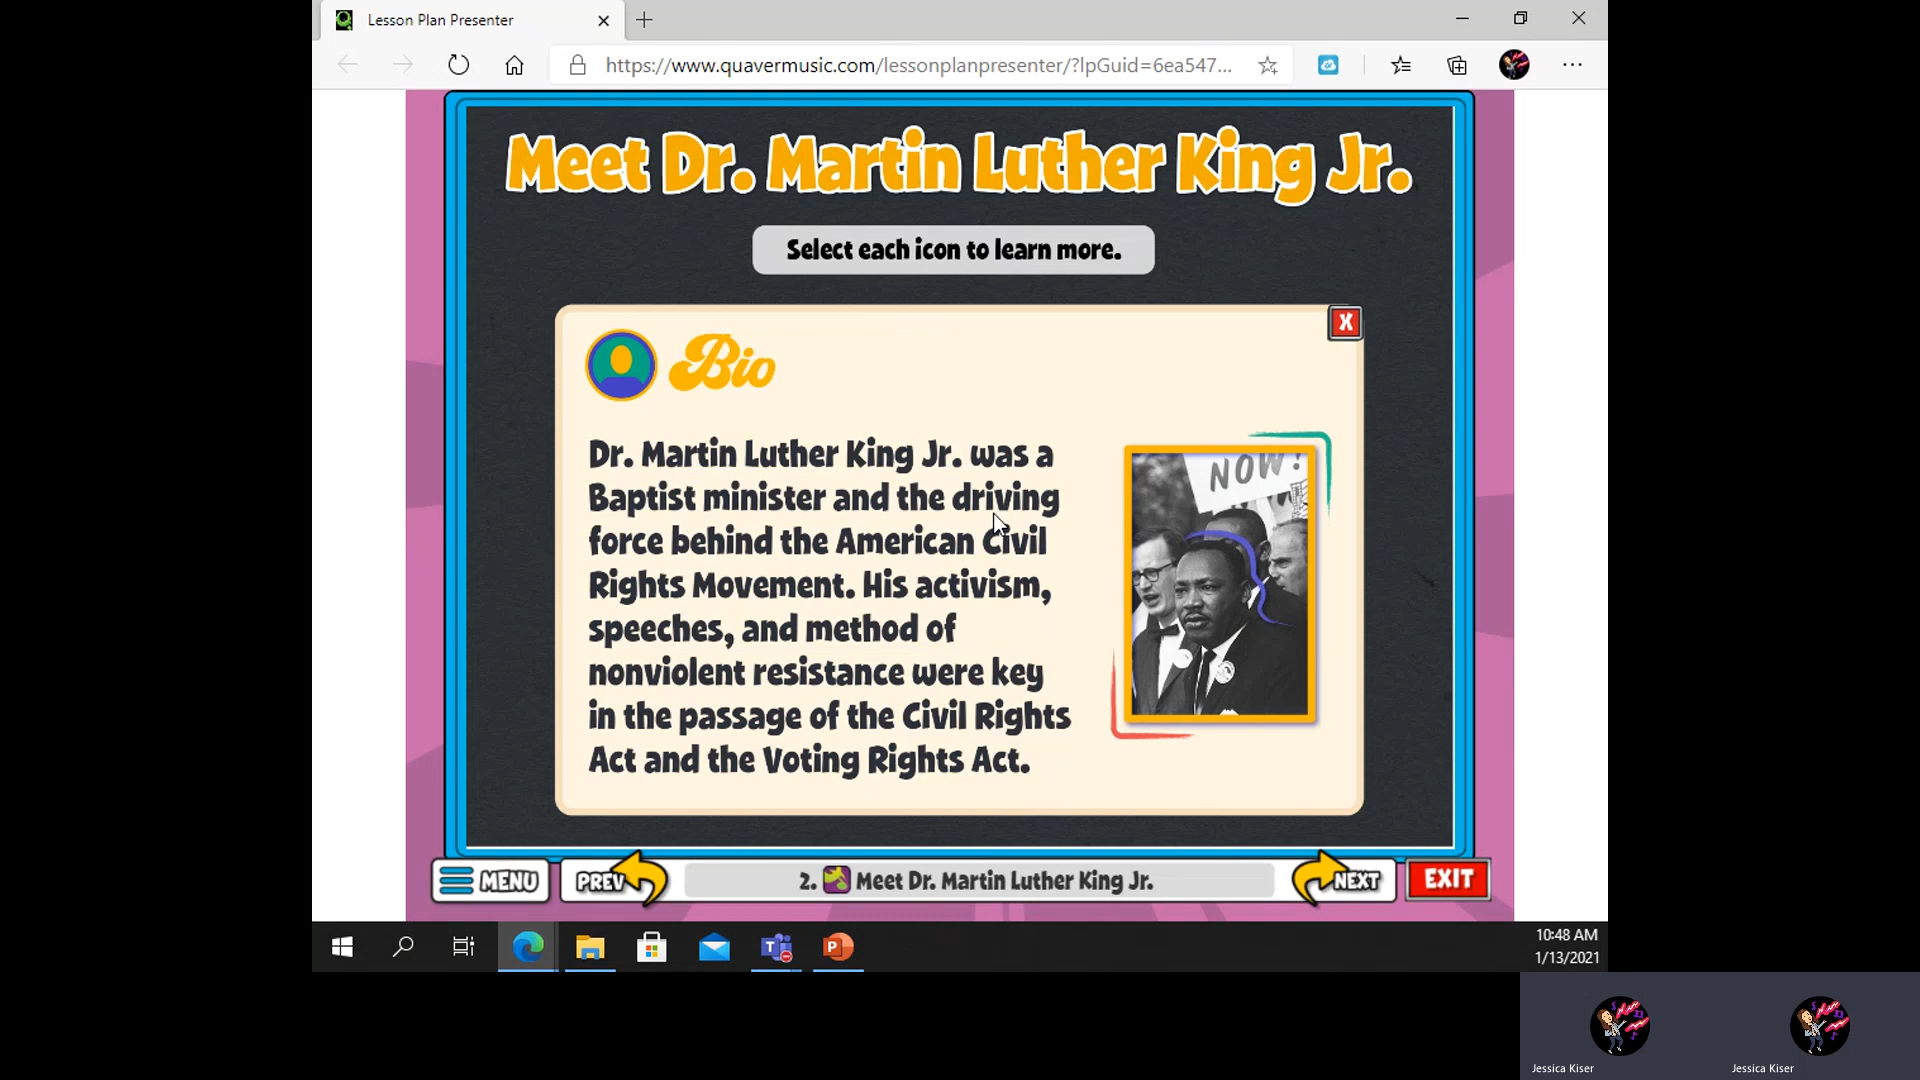 Lesson Plan Presenter
https://www.quavermusic.com/lessonplanpresenter/?lpGuid=6ea547...
Meet Dr. Martin Luther King Jr.
Select each icon to learn more.
X
Bio
Dr. Martin Luther King Jr. was a
Baptist minister and the driving
force behind the American Civil
Rights Movement. His activism,
speeches, and method of
nonviolent resistance were key
in the passage of the Civil Rights
Act and the Voting Rights Act.
NOW!
MENU
PREV
2. Meet Dr. Martin Luther King Jr.
NEXT
EXIT
10:48 AM
1/13/2021
Jessica Kiser
Jessica Kiser